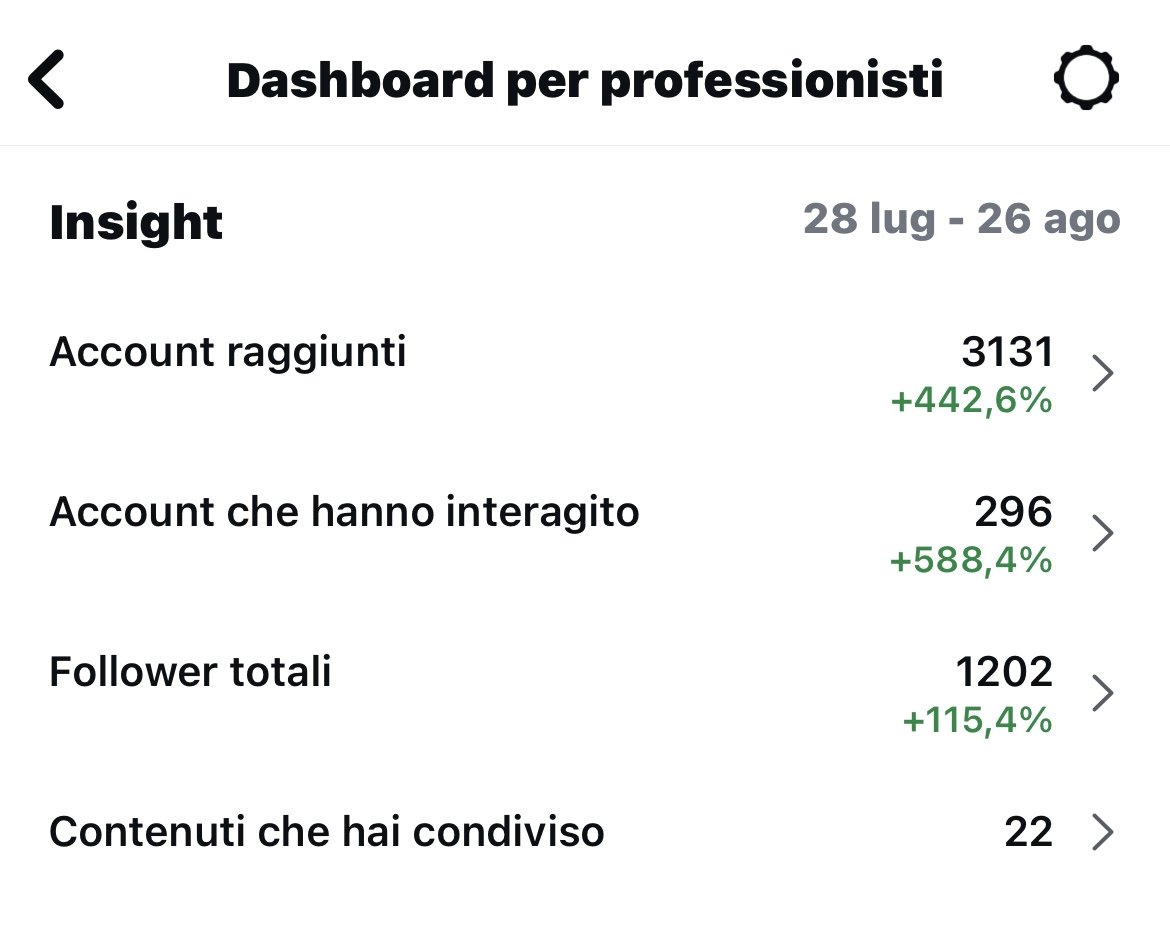 Dashboard per professionisti
Insight
28 lug - 26 ago
Account raggiunti
3131
+442,6%
Account che hanno interagito
296
+588,4%
Follower totali
1202
+115,4%
Contenuti che hai condiviso
22